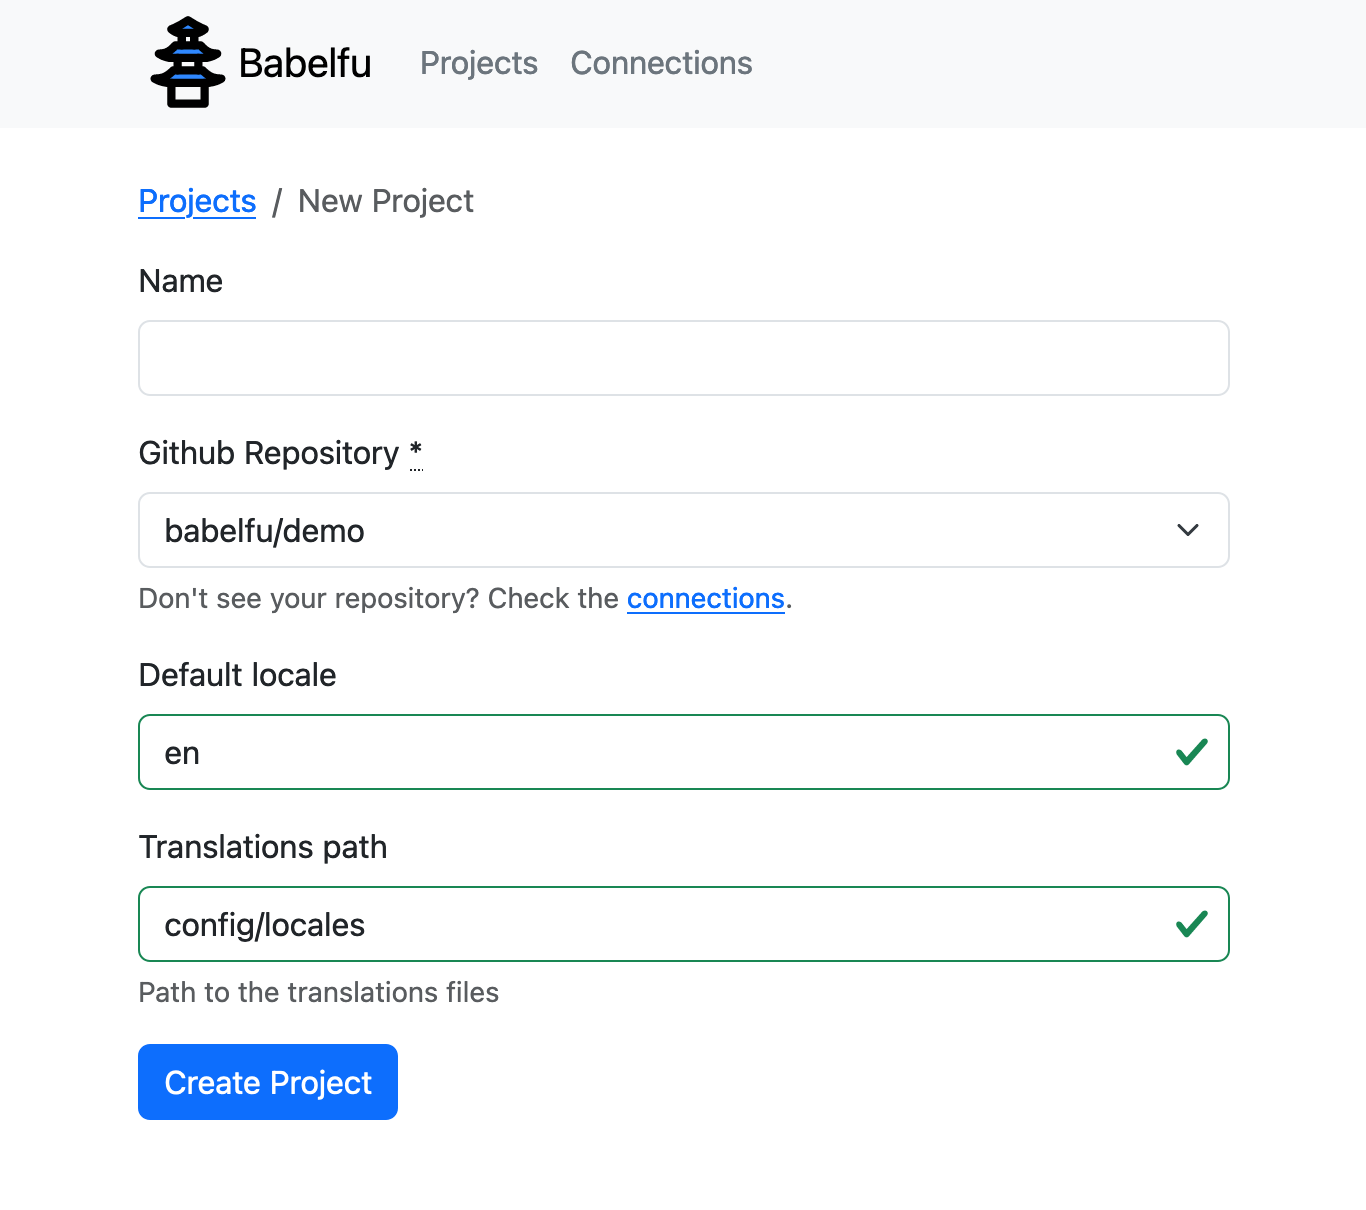 Babelfu Projects Connections
Projects / New Project
Name
Github Repository *
babelfu/demo
Don't see your repository? Check the connections.
Default locale
en
Translations path
config/locales
Path to the translations files
Create Project